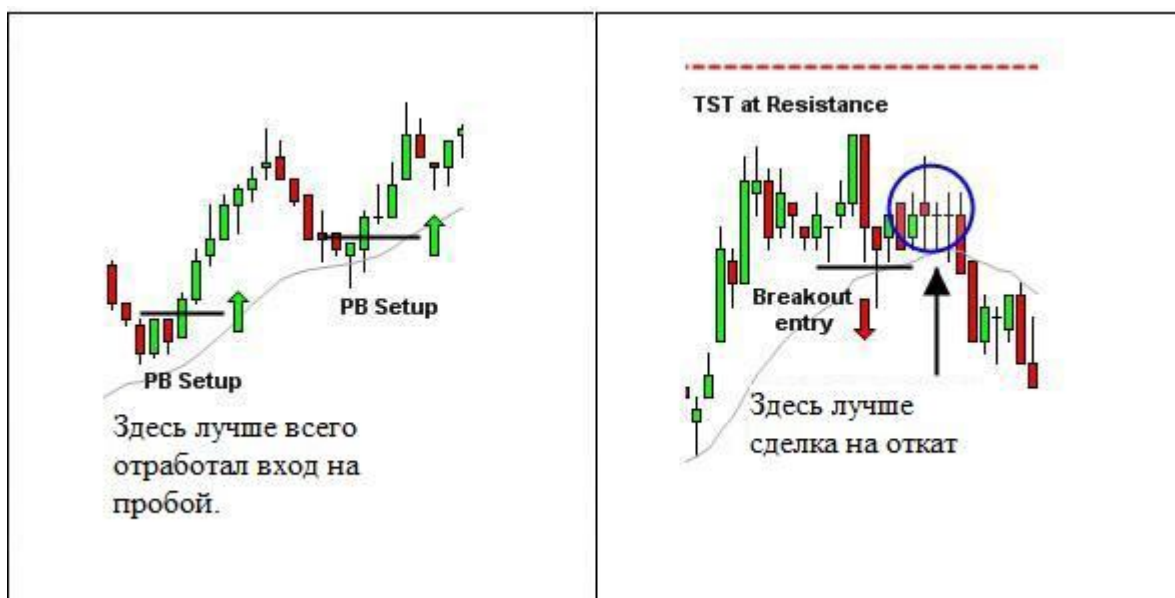 PB Setup
PB Setup
Здесь лучше всего
отработал вход на
пробой.
TST at Resistance
Breakout
entry
Здесь лучше
сделка на откат